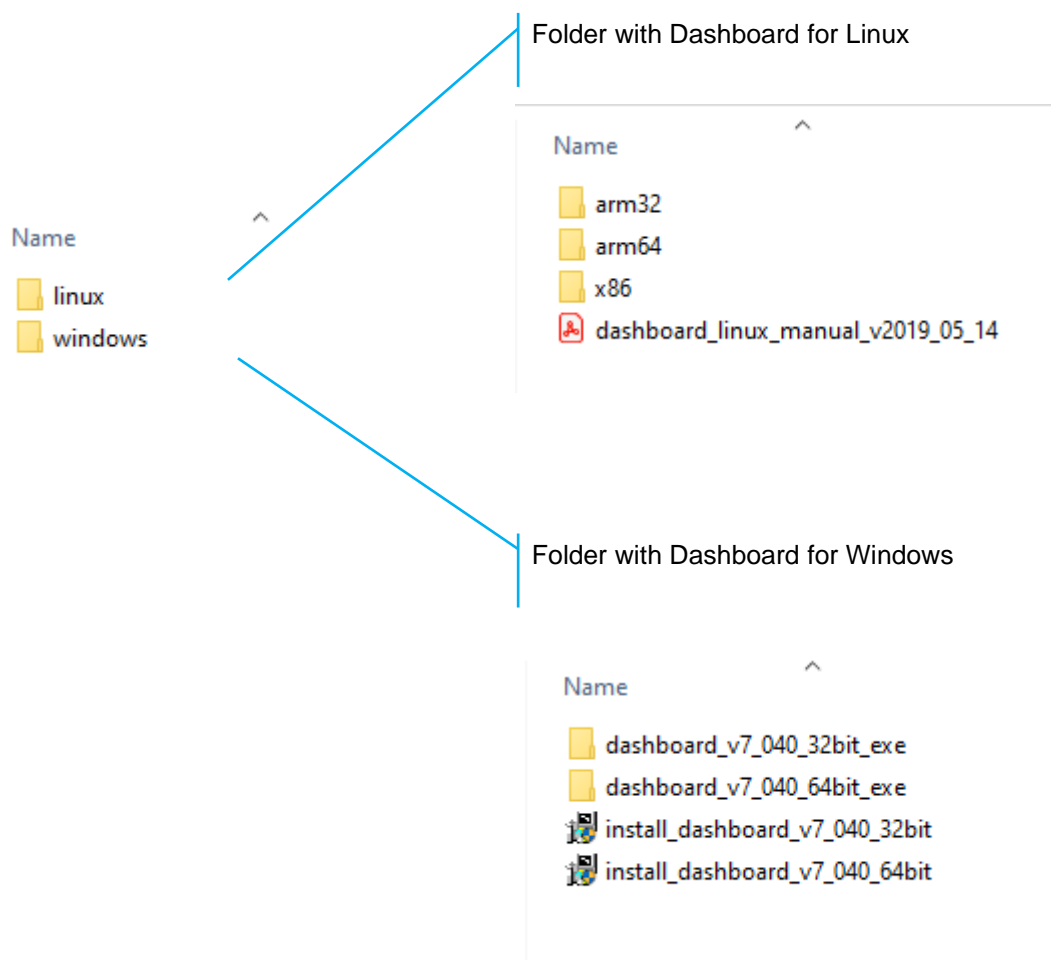 Folder with Dashboard for Linux
Name
arm32
arm64
x86
dashboard_linux_manual_v2019_05_14
Name
linux
windows
Folder with Dashboard for Windows
Name
dashboard_v7_040_32bit_exe
dashboard_v7_040_64bit_exe
install_dashboard_v7_040_32bit
install_dashboard_v7_040_64bit